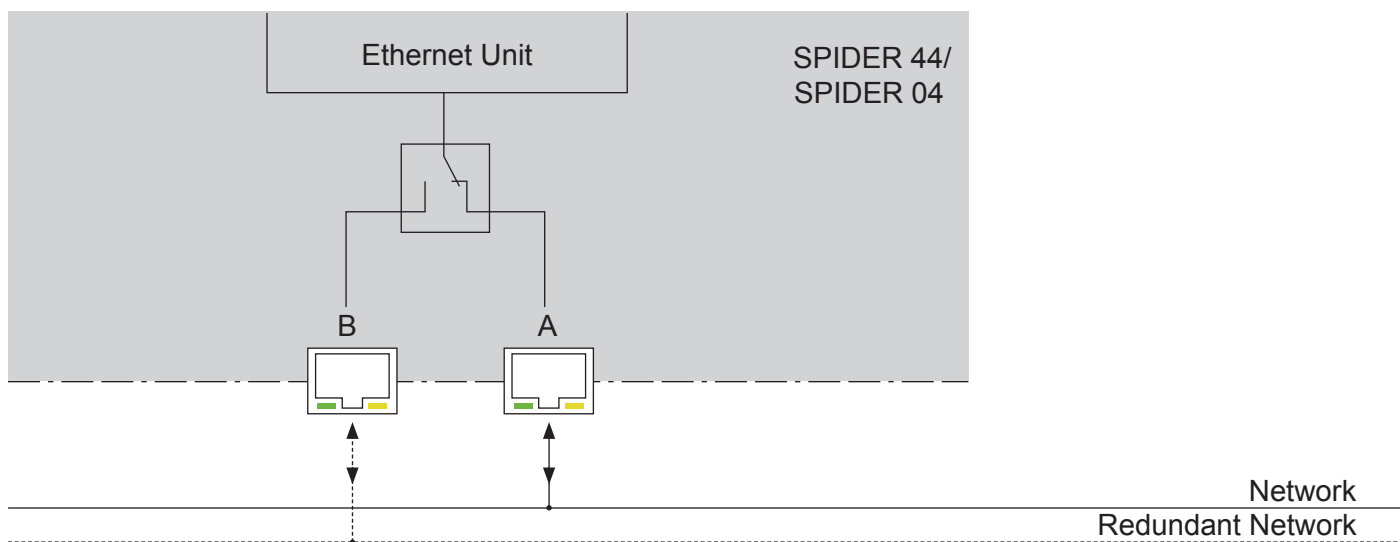 Ethernet Unit
SPIDER 44/
SPIDER 04
B
A
Network
Redundant Network